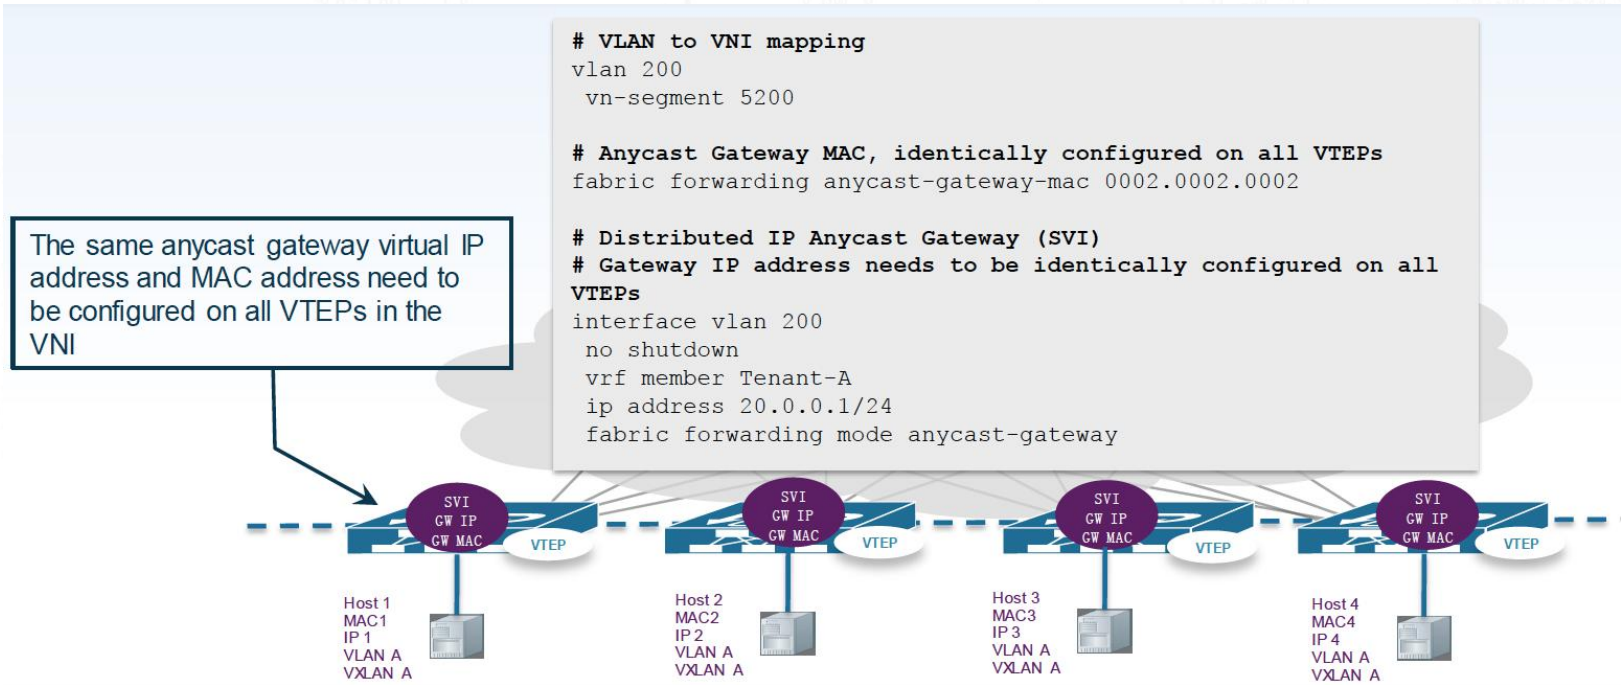 # VLAN to VNI mapping
vlan 200
vn-segment 5200
# Anycast Gateway MAC, identically configured on all VTEPs
fabric forwarding anycast-gateway-mac 0002.0002.0002
# Distributed IP Anycast Gateway (SVI)
# Gateway IP address needs to be identically configured on all
VTEPs
interface vlan 200
no shutdown
vrf member Tenant-A
ip address 20.0.0.1/24
fabric forwarding mode anycast-gateway
The same anycast gateway virtual IP
address and MAC address need to
be configured on all VTEPs in the
VNI
SVI
GW IP
GW MAC
VTEP
SVI
GW IP
GW MAC
VTEP
SVI
GW IP
GW MAC
VTEP
SVI
GW IP
GW MAC
VTEP
Host 1
MAC1
IP 1
VLAN A
VXLAN A
Host 2
MAC2
IP 2
VLAN A
VXLAN A
Host 3
MAC3
IP 3
VLAN A
VXLAN A
Host 4
MAC4
IP 4
VLAN A
VXLAN A